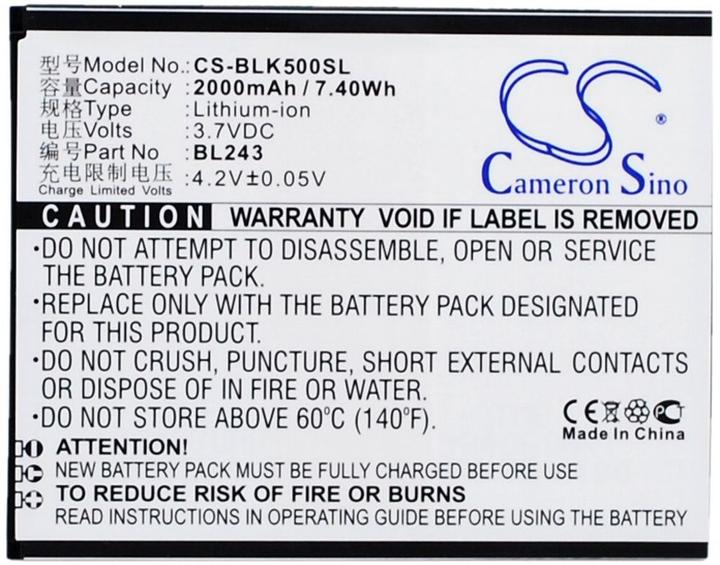 型号Model No.: CS-BLK500SL
容量Capacity: 2000mAh / 7.40Wh
规格Type: Lithium-ion
电压Volts: 3.7VDC
编号Part No: BL243
充电限制电压: 4.2V±0.05V
Charge Limited Volts
CS
®
Cameron Sino
CAUTION WARRANTY VOID IF LABEL IS REMOVED
·DO NOT ATTEMPT TO DISASSEMBLE, OPEN OR SERVICE
THE BATTERY PACK.
·REPLACE ONLY WITH THE BATTERY PACK DESIGNATED
FOR THIS PRODUCT.
·DO NOT CRUSH, PUNCTURE, SHORT EXTERNAL CONTACTS
OR DISPOSE OF IN FIRE OR WATER.
·DO NOT STORE ABOVE 60°C (140°F).
CE
Made In China
ATTENTION!
NEW BATTERY PACK MUST BE FULLY CHARGED BEFORE USE
TO REDUCE RISK OF FIRE OR BURNS
READ INSTRUCTIONS IN OPERATING GUIDE BEFORE USING THE BATTERY